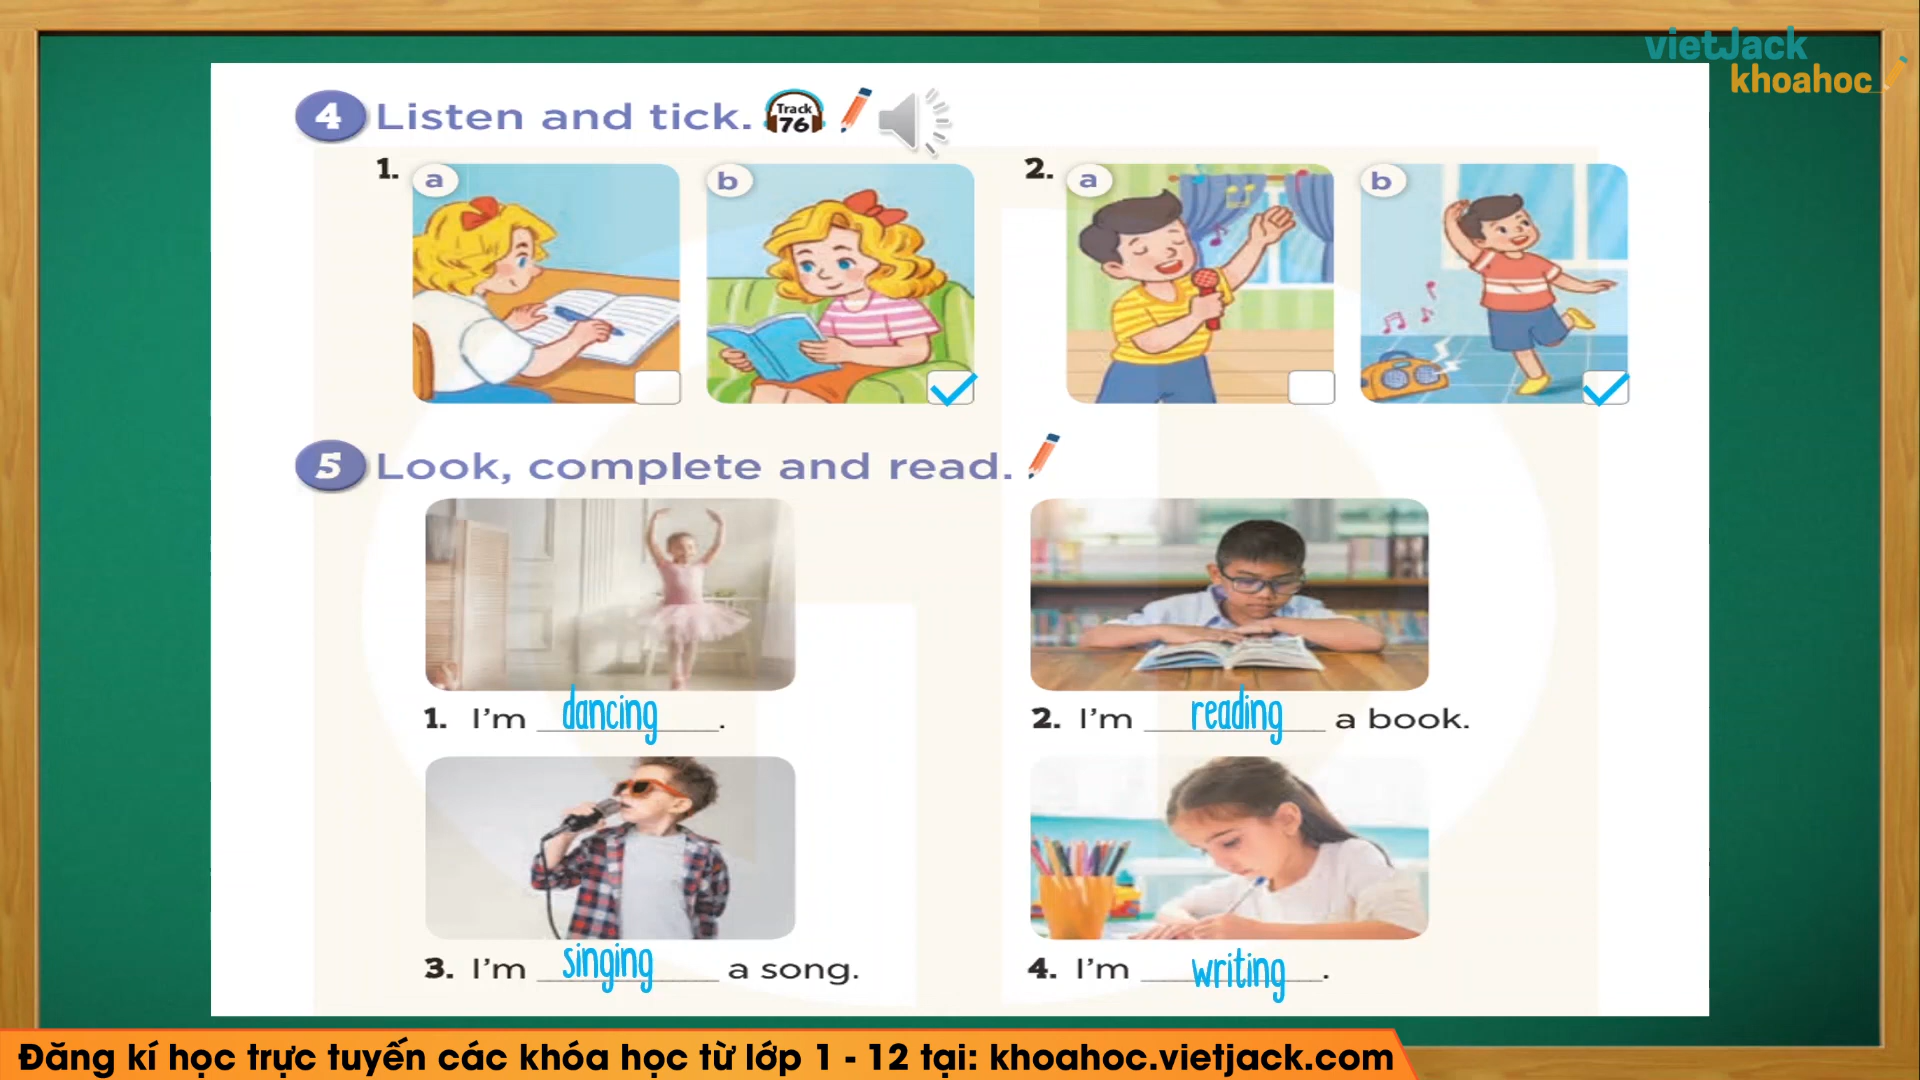 vietJack
khoahoc
4 Listen and tick. Track 76
1. a b 2. a b
5 Look, complete and read.
1. I'm dancing. 2. I'm reading a book.
3. I'm singing a song. 4. I'm writing.
Đăng kí học trực tuyến các khóa học từ lớp 1 - 12 tại: khoahoc.vietjack.com